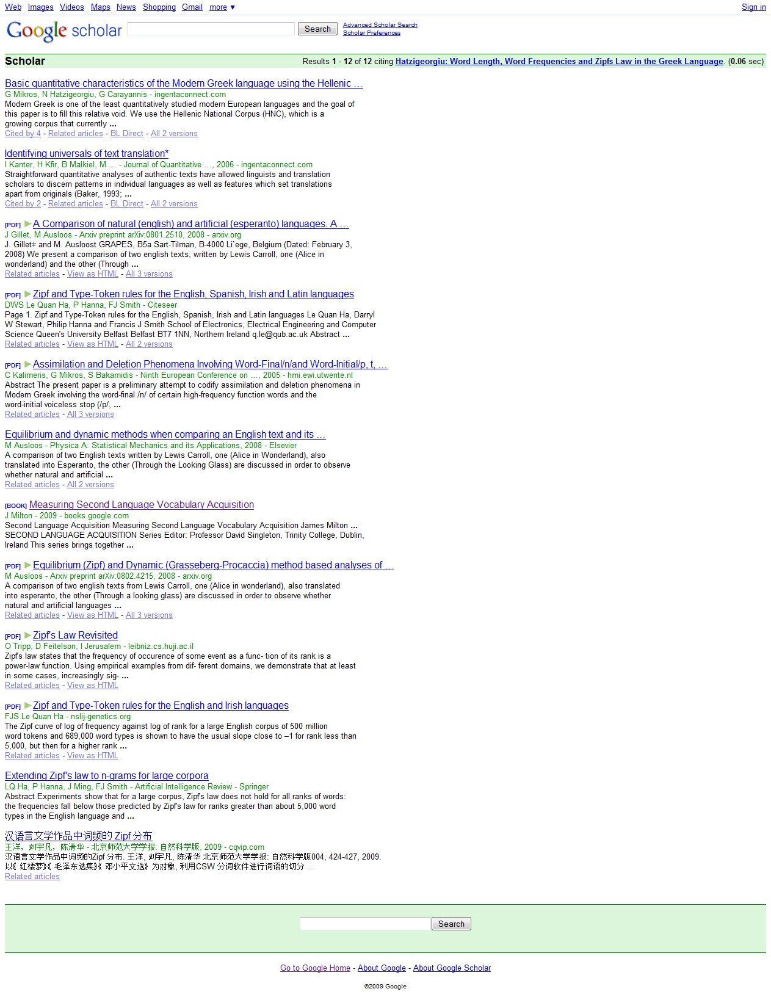 Web Images Videos Maps News Shopping Gmail more ▼ Sign in
Google scholar Search Advanced Scholar Search
Scholar Preferences
Scholar Results 1 - 12 of 12 citing Hatzigeorgiu: Word Length, Word Frequencies and Zipfs Law in the Greek Language. (0.06 sec)
Basic quantitative characteristics of the Modern Greek language using the Hellenic ...
G Mikros, N Hatzigeorgiu, G Carayannis - ingentaconnect.com
Modern Greek is one of the least quantitatively studied modern European languages and the goal of
this paper is to fill this relative void. We use the Hellenic National Corpus (HNC), which is a
growing corpus that currently ...
Cited by 4 - Related articles - BL Direct - All 2 versions
Identifying universals of text translation*
I Kanter, H Kfir, B Malkiel, M ... - Journal of Quantitative ..., 2006 - ingentaconnect.com
Straightforward quantitative analyses of authentic texts have allowed linguists and translation
scholars to discern patterns in individual languages as well as features which set translations
apart from originals (Baker, 1993; ...
Cited by 2 - Related articles - BL Direct - All 2 versions
[PDF] ►A Comparison of natural (english) and artificial (esperanto) languages. A ...
J Gillet, M Ausloos - Arxiv preprint arXiv:0801.2510, 2008 - arxiv.org
J. Gillet∗ and M. Ausloost GRAPES, B5a Sart-Tilman, B-4000 Li`ege, Belgium (Dated: February 3,
2008) We present a comparison of two english texts, written by Lewis Carroll, one (Alice in
wonderland) and the other (Through ...
Related articles - View as HTML - All 3 versions
[PDF] ►Zipf and Type-Token rules for the English, Spanish, Irish and Latin languages
DWS Le Quan Ha, P Hanna, FJ Smith - Citeseer
Page 1. Zipf and Type-Token rules for the English, Spanish, Irish and Latin languages Le Quan Ha, Darryl
W Stewart, Philip Hanna and Francis J Smith School of Electronics, Electrical Engineering and Computer
Science Queen's University Belfast Belfast BT7 1NN, Northern Ireland q.le@qub.ac.uk Abstract ...
Related articles - View as HTML - All 2 versions
[PDF] ►Assimilation and Deletion Phenomena Involving Word-Final/n/and Word-Initial/p, t, ...
C Kalimeris, G Mikros, S Bakamidis - Ninth European Conference on ..., 2005 - hmi.ewi.utwente.nl
Abstract The present paper is a preliminary attempt to codify assimilation and deletion phenomena in
Modern Greek involving the word-final /n/ of certain high-frequency function words and the
word-initial voiceless stop (/p/, ...
Related articles - All 3 versions
Equilibrium and dynamic methods when comparing an English text and its ...
M Ausloos - Physica A: Statistical Mechanics and its Applications, 2008 - Elsevier
A comparison of two English texts written by Lewis Carroll, one (Alice in Wonderland), also
translated into Esperanto, the other (Through the Looking Glass) are discussed in order to observe
whether natural and artificial ...
Related articles - All 2 versions
[BOOK] Measuring Second Language Vocabulary Acquisition
J Milton - 2009 - books.google.com
Second Language Acquisition Measuring Second Language Vocabulary Acquisition James Milton ...
SECOND LANGUAGE ACQUISITION Series Editor: Professor David Singleton, Trinity College, Dublin,
Ireland This series brings together ...
[PDF] ►Equilibrium (Zipf) and Dynamic (Grasseberg-Procaccia) method based analyses of ...
M Ausloos - Arxiv preprint arXiv:0802.4215, 2008 - arxiv.org
A comparison of two english texts from Lewis Carroll, one (Alice in wonderland), also translated
into esperanto, the other (Through a looking glass) are discussed in order to observe whether
natural and artificial languages ...
Related articles - View as HTML - All 3 versions
[PDF] ►Zipf's Law Revisited
O Tripp, D Feitelson, I Jerusalem - leibniz.cs.huji.ac.il
Zipf's law states that the frequency of occurence of some event as a func- tion of its rank is a
power-law function. Using empirical examples from dif- ferent domains, we demonstrate that at least
in some cases, increasingly sig- ...
Related articles - View as HTML
[PDF] ►Zipf and Type-Token rules for the English and Irish languages
FJS Le Quan Ha - nslij-genetics.org
The Zipf curve of log of frequency against log of rank for a large English corpus of 500 million
word tokens and 689,000 word types is shown to have the usual slope close to –1 for rank less than
5,000, but then for a higher rank ...
Related articles - View as HTML
Extending Zipf's law to n-grams for large corpora
LQ Ha, P Hanna, J Ming, FJ Smith - Artificial Intelligence Review - Springer
Abstract Experiments show that for a large corpus, Zipf's law does not hold for all ranks of words:
the frequencies fall below those predicted by Zipf's law for ranks greater than about 5,000 word
types in the English language and ...
汉语言文学作品中词频的 Zipf 分布
王洋，刘宇凡，陈清华 - 北京师范大学学报: 自然科学版, 2009 - cqvip.com
汉语言文学作品中词频的Zipf 分布. 王洋, 刘宇凡, 陈清华 北京师范大学学报: 自然科学版004, 424-427, 2009.
以《 红楼梦》《 毛泽东选集》《 邓小平文选》 为对象, 利用CSW 分词软件进行词语的切分 ...
Related articles
Search
Go to Google Home - About Google - About Google Scholar
©2009 Google